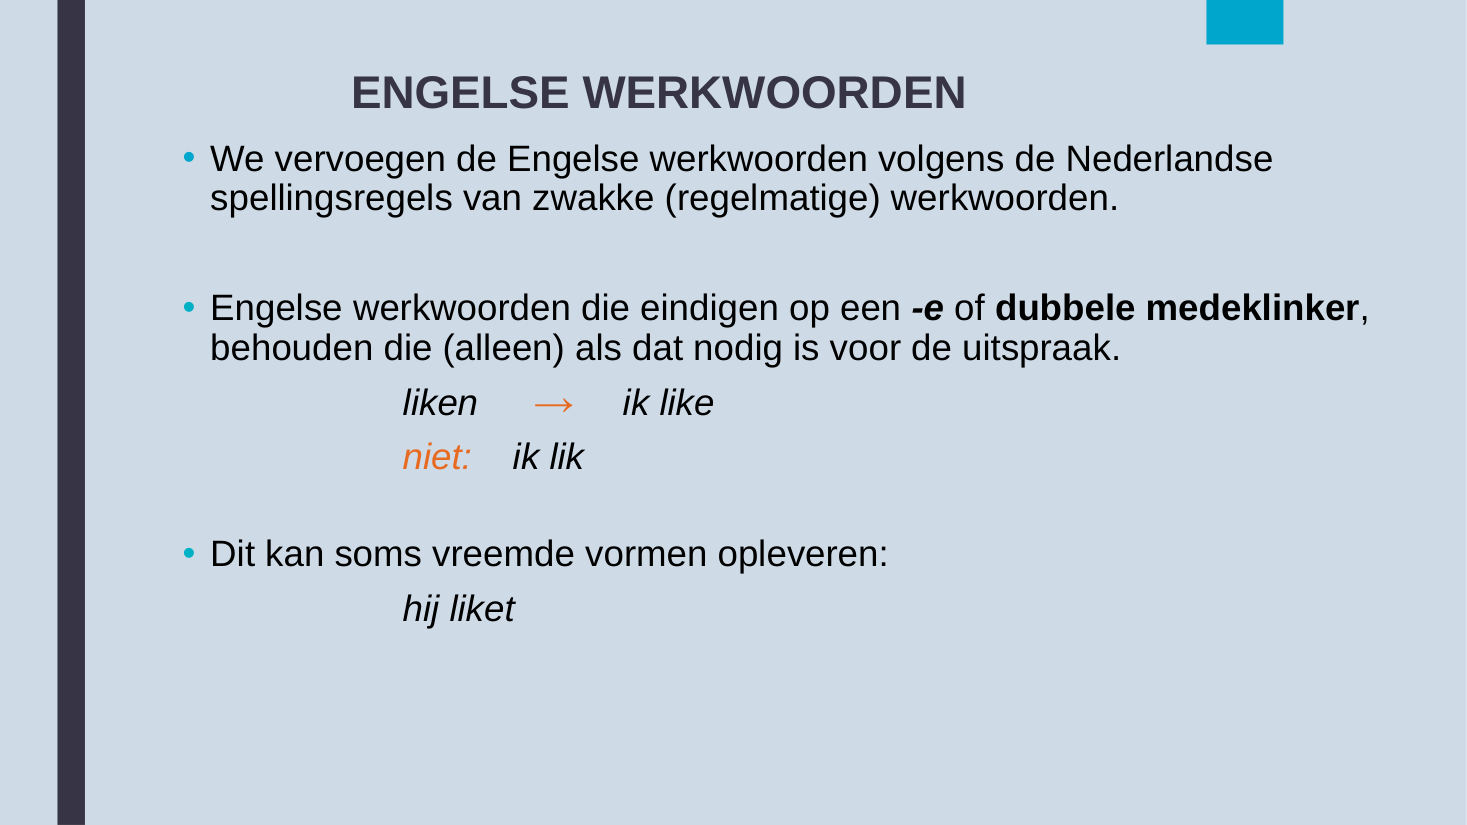 ENGELSE WERKWOORDEN
• We vervoegen de Engelse werkwoorden volgens de Nederlandse
spellingsregels van zwakke (regelmatige) werkwoorden.
• Engelse werkwoorden die eindigen op een -e of dubbele medeklinker,
behouden die (alleen) als dat nodig is voor de uitspraak.
liken → ik like
niet: ik lik
• Dit kan soms vreemde vormen opleveren:
hij liket